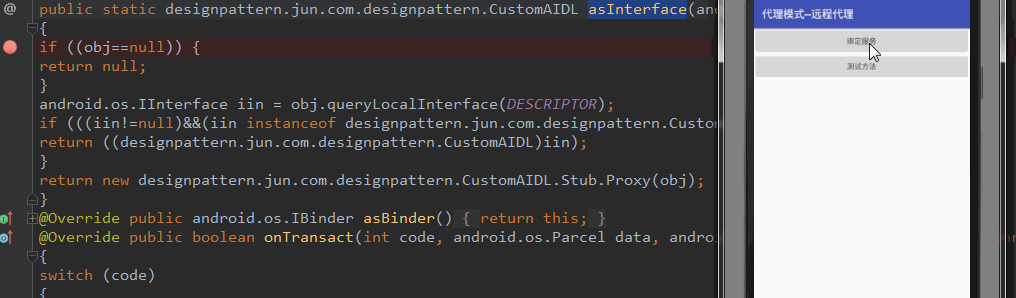 public static designpattern.jun.com.designpattern.CustomAIDL asInterface(an
{
if ((obj==null)) {
return null;
}
android.os.IInterface iin = obj.queryLocalInterface(DESCRIPTOR);
if (((iin!=null)&&(iin instanceof designpattern.jun.com.designpattern.Custo
return ((designpattern.jun.com.designpattern.CustomAIDL)iin);
}
return new designpattern.jun.com.designpattern.CustomAIDL.Stub.Proxy(obj);
}
@Override public android.os.IBinder asBinder() { return this; }
@Override public boolean onTransact(int code, android.os.Parcel data, androi
{
switch (code)
{
代理模式--远程代理
绑定服务
测试方法